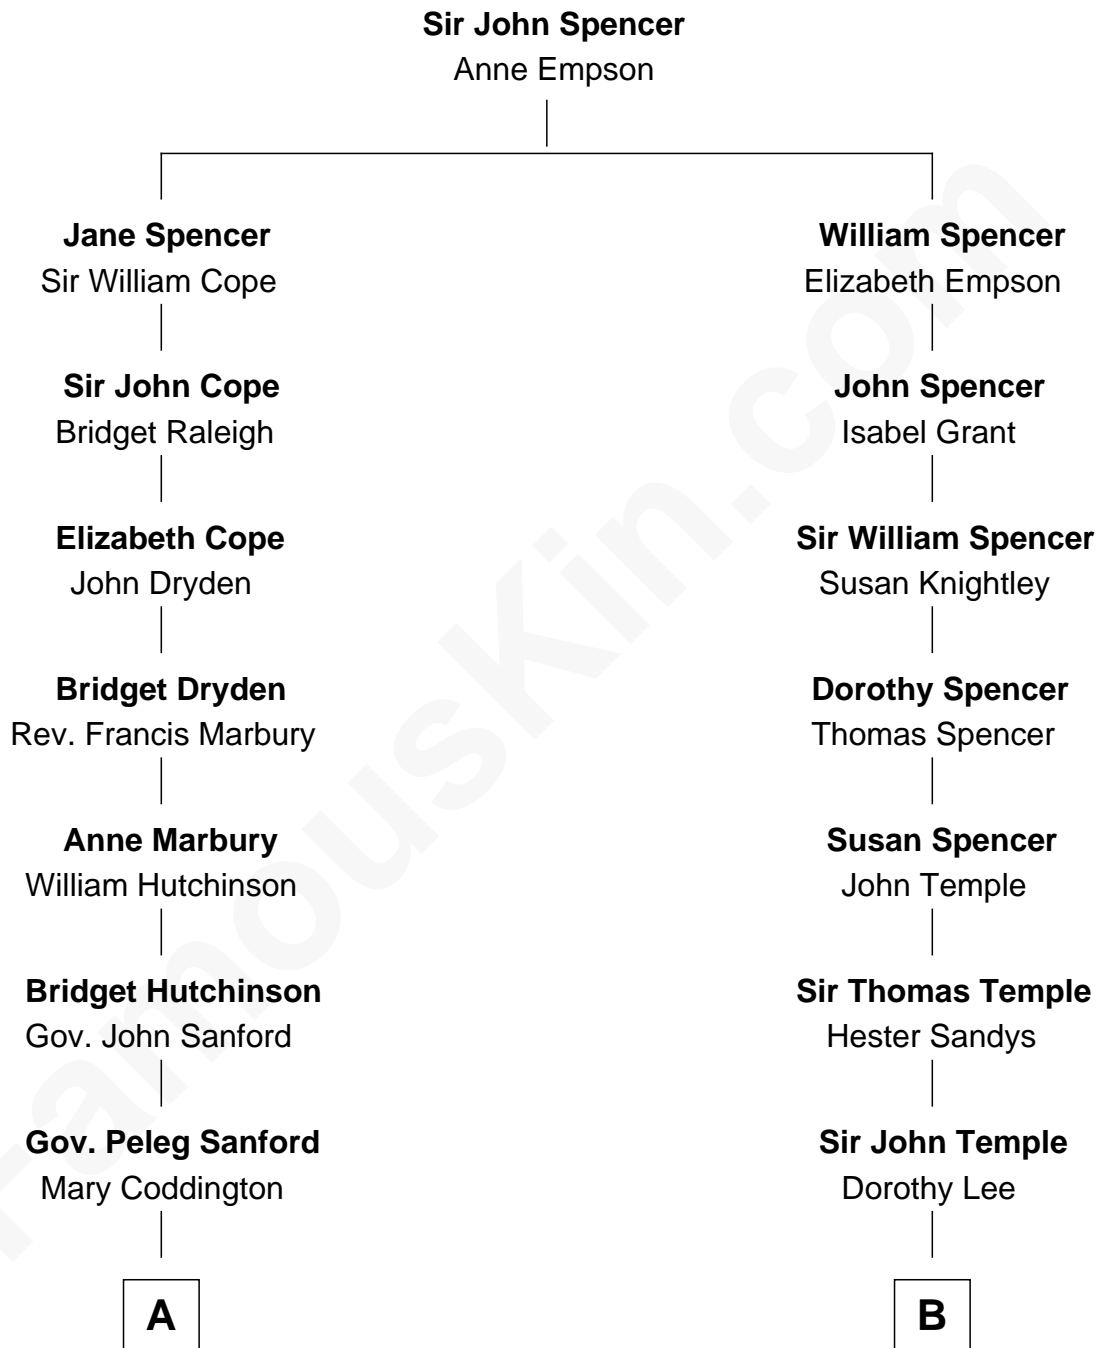 Sir John Spencer
Anne Empson
Jane Spencer
Sir William Cope
William Spencer
Elizabeth Empson
Sir John Cope
Bridget Raleigh
John Spencer
Isabel Grant
Elizabeth Cope
John Dryden
Sir William Spencer
Susan Knightley
Bridget Dryden
Rev. Francis Marbury
Dorothy Spencer
Thomas Spencer
Anne Marbury
William Hutchinson
Susan Spencer
John Temple
Bridget Hutchinson
Gov. John Sanford
Sir Thomas Temple
Hester Sandys
Gov. Peleg Sanford
Mary Coddington
Sir John Temple
Dorothy Lee
A
B
FamousKin.com